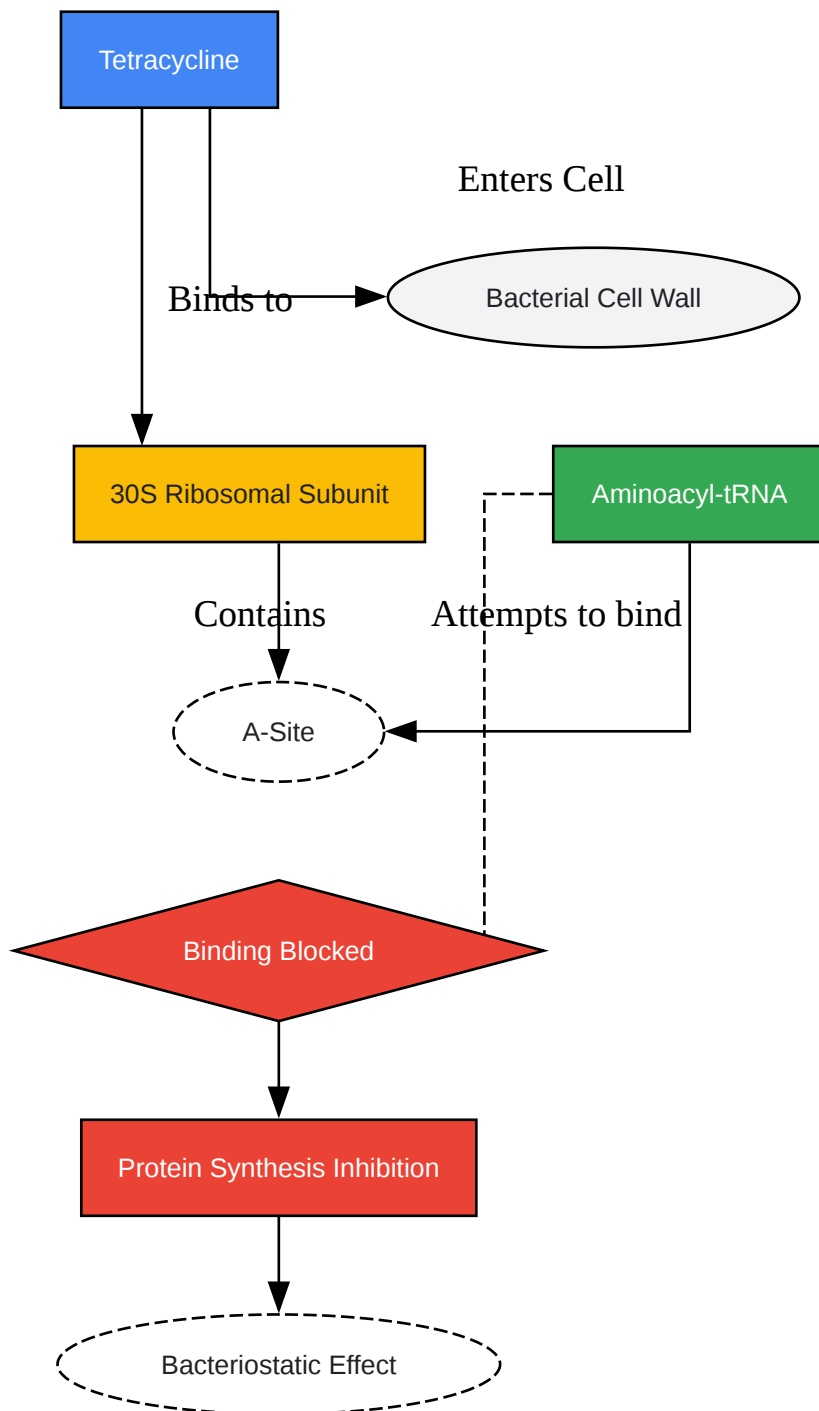 Tetracycline
Enters Cell
Binds to
Bacterial Cell Wall
30S Ribosomal Subunit
Aminoacyl-tRNA
Contains
Attempts to bind
A-Site
Binding Blocked
Protein Synthesis Inhibition
Bacteriostatic Effect